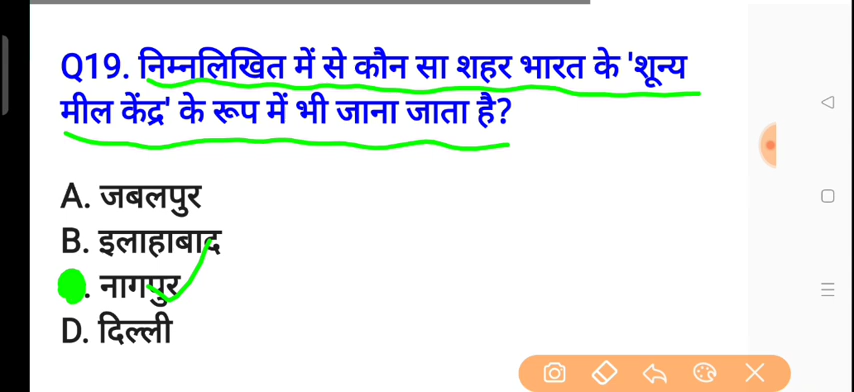 Q19. निम्नलिखित में से कौन सा शहर भारत के 'शून्य
मील केंद्र' के रूप में भी जाना जाता है?
A. जबलपुर
B. इलाहाबाद
. नागपुर
D. दिल्ली